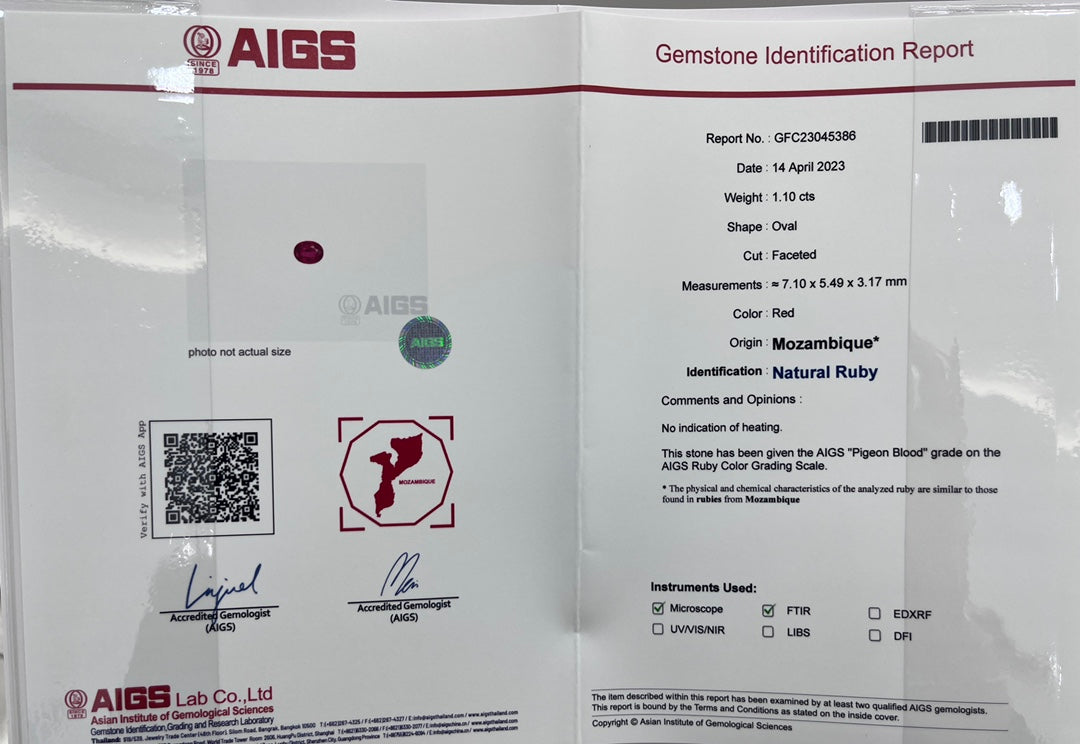 SINCE
1978
AIGS
AIGS
AIGS
photo not actual size
Verify with AIGS App
MOZAMBIQUE
Accredited Gemologist
(AIGS)
Accredited Gemologist
(AIGS)
AIGS Lab Co.,Ltd
Asian Institute of Gemological Sciences
Gemstone Identification,Grading and Research Laboratory
Gemstone Identification Report
Report No. : GFC23045386
Date : 14 April 2023
Weight : 1.10 cts
Shape : Oval
Cut : Faceted
Measurements : ≈ 7.10 x 5.49 x 3.17 mm
Color : Red
Origin : Mozambique*
Identification : Natural Ruby
Comments and Opinions :
No indication of heating.
This stone has been given the AIGS "Pigeon Blood" grade on the
AIGS Ruby Color Grading Scale.
* The physical and chemical characteristics of the analyzed ruby are similar to those
found in rubies from Mozambique
Instruments Used:
Microscope FTIR EDXRF
UV/VIS/NIR LIBS DFI
The item described within this report has been examined by at least two qualified AIGS gemologists.
This report is bound by the Terms and Conditions as stated on the inside cover.
Copyright © Asian Institute of Gemological Sciences